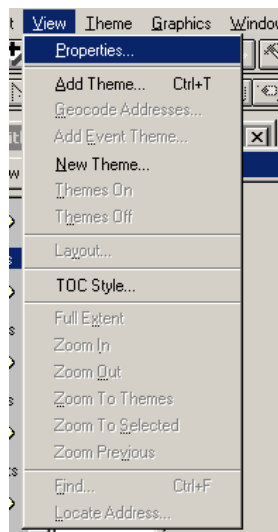 View Theme Graphics Window
Properties...
Add Theme... Ctrl+T
Geocode Addresses...
Add Event Theme...
New Theme...
Themes On
Themes Off
Layout...
TOC Style...
Full Extent
Zoom In
Zoom Out
Zoom To Themes
Zoom To Selected
Zoom Previous
Find... Ctrl+F
Locate Address...